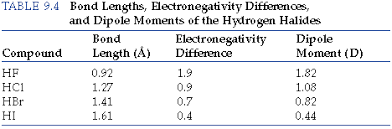 TABLE 9.4 Bond Lengths, Electronegativity Differences,
and Dipole Moments of the Hydrogen Halides
Bond Electronegativity Dipole
Compound Length (Å) Difference Moment (D)
HF 0.92 1.9 1.82
HCl 1.27 0.9 1.08
HBr 1.41 0.7 0.82
HI 1.61 0.4 0.44